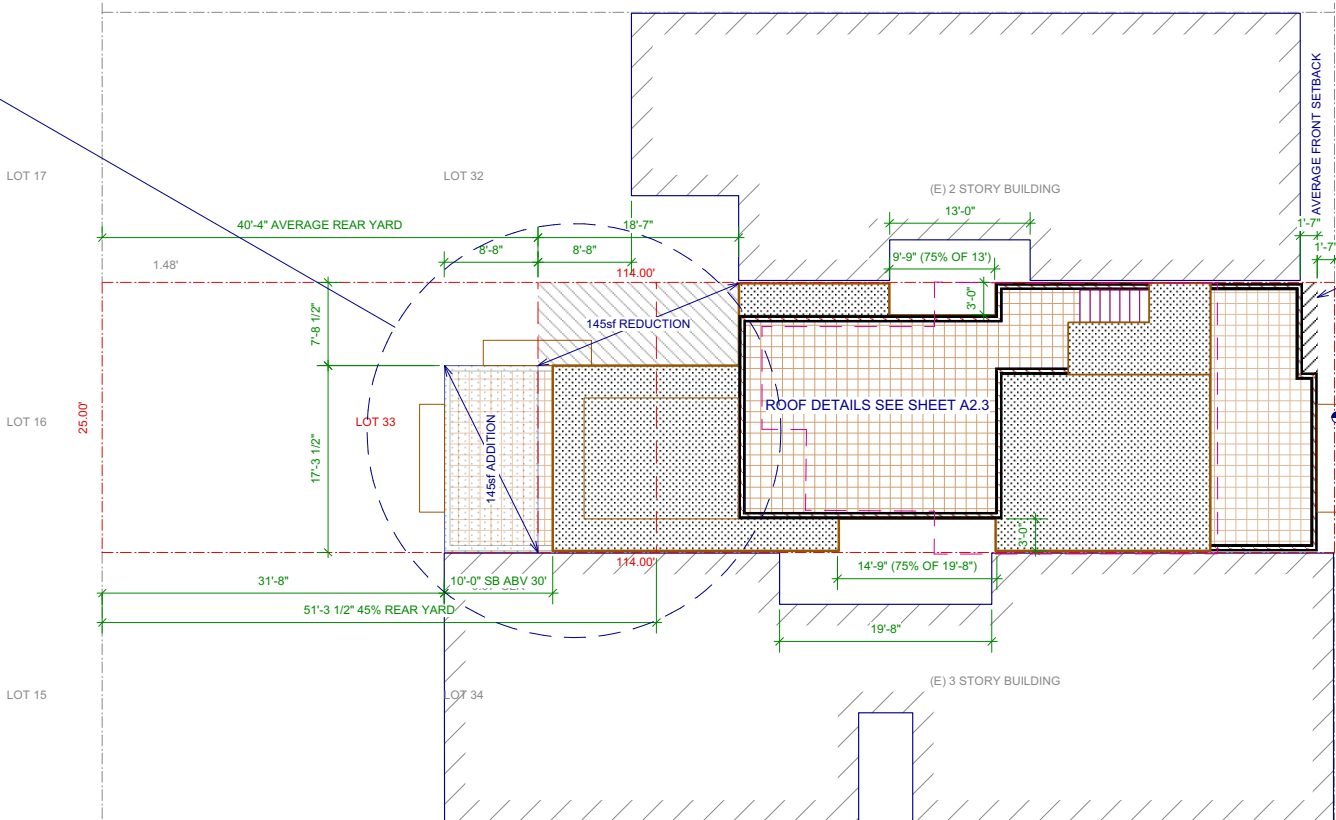 AVERAGE FRONT SETBACK
LOT 17
LOT 32
(E) 2 STORY BUILDING
13'-0"
40'-4" AVERAGE REAR YARD
18'-7"
1'-7"
8'-8"
8'-8"
1'-7"
9'-9" (75% OF 13')
1.48'
114.00'
3'-0"
7'-8 1/2"
145sf REDUCTION
ROOF DETAILS SEE SHEET A2.3
LOT 16
25.00'
LOT 33
17'-3 1/2"
145sf ADDITION
3'-0"
114.00'
14'-9" (75% OF 19'-8")
31'-8"
10'-0" SB ABV 30'
51'-3 1/2" 45% REAR YARD
19'-8"
(E) 3 STORY BUILDING
LOT 15
LOT 34